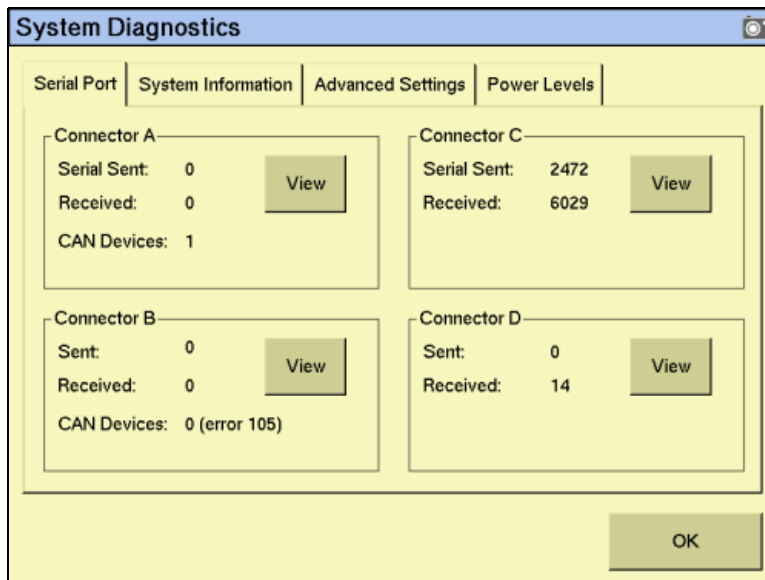 System Diagnostics
Serial Port System Information Advanced Settings Power Levels
Connector A
Serial Sent: 0
View
Received: 0
CAN Devices: 1
Connector C
Serial Sent: 2472
View
Received: 6029
Connector B
Sent: 0
View
Received: 0
CAN Devices: 0 (error 105)
Connector D
Sent: 0
View
Received: 14
OK